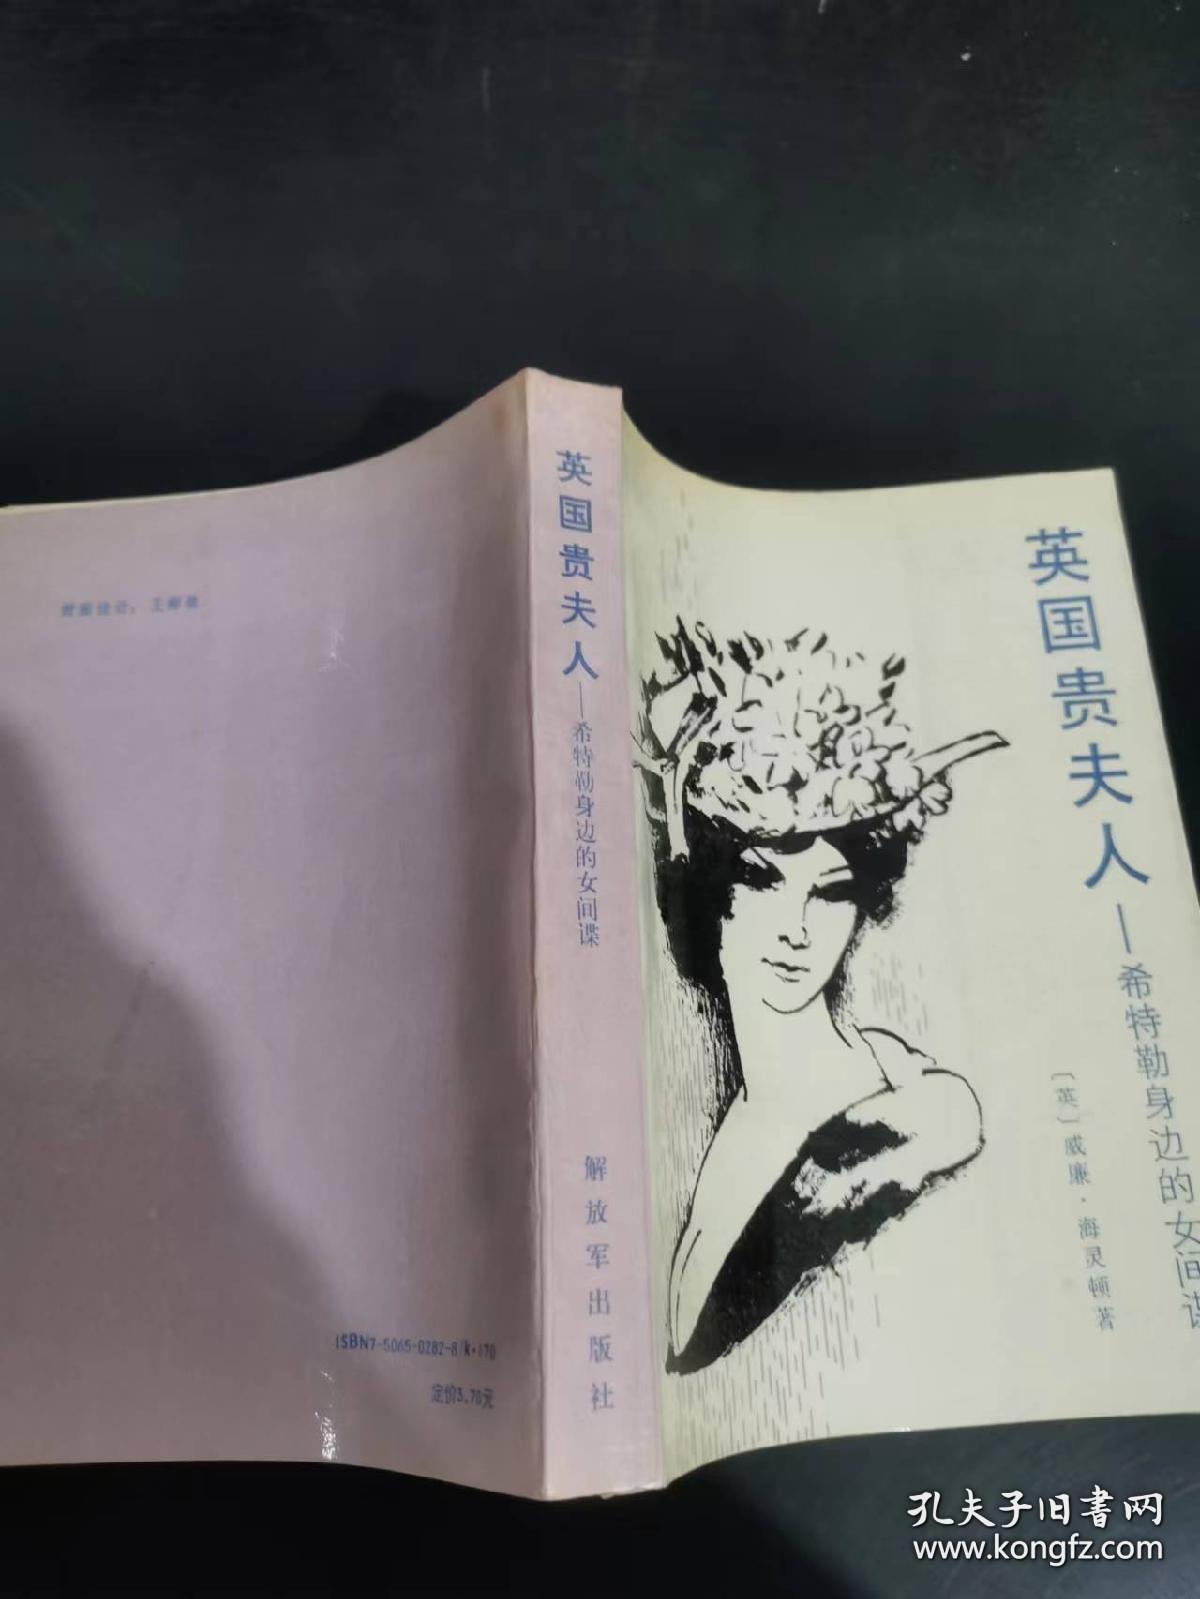 英国贵夫人——希特勒身边的女间谍
解放军出版社
英国贵夫人—希特勒身边的女间谍
〔英〕威廉·海灵顿著
封面设计：王
ISBN7-5065-0282-8/k·
定价3.70元
孔夫子旧书网
www.kongfz.com